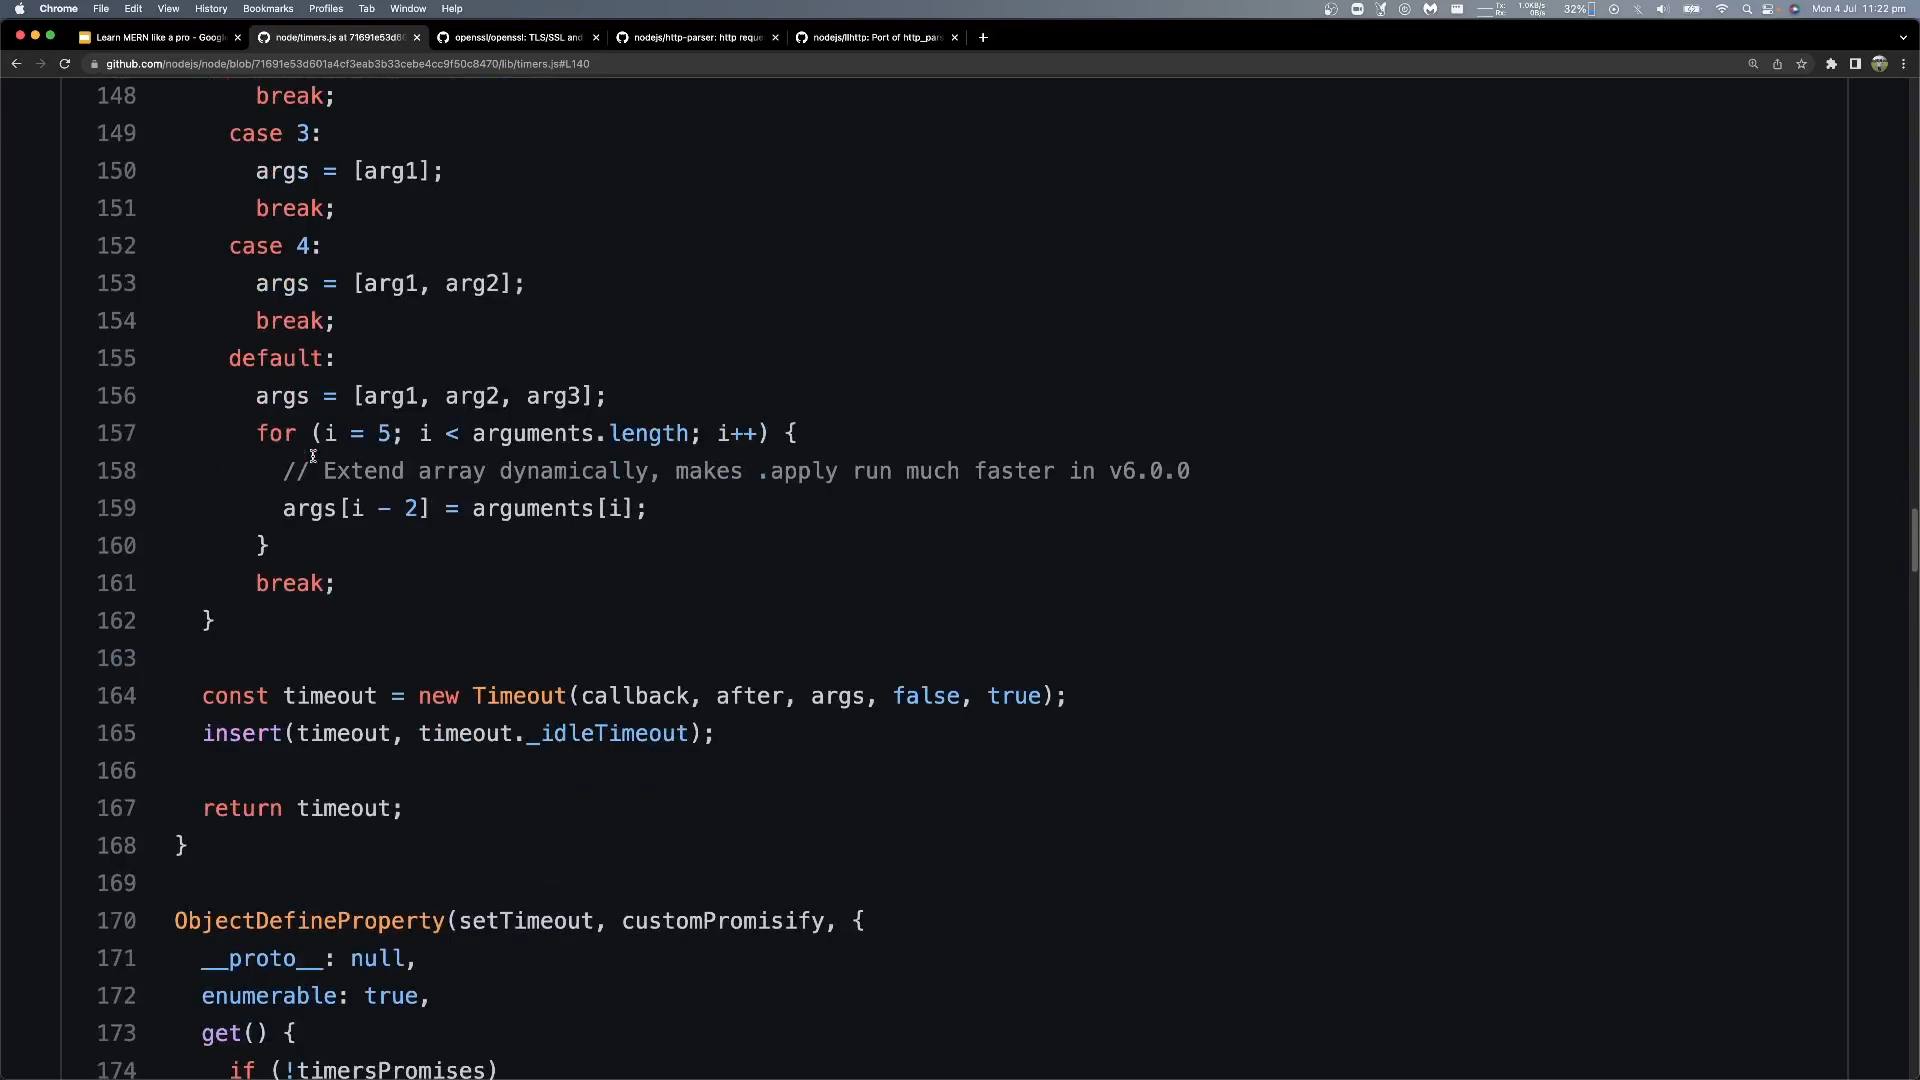 Chrome File Edit View History Bookmarks Profiles Tab Window Help Tx: Rx: 1.0KB/s 0B/s 32% Mon 4 Jul 11:22 pm
Learn MERN like a pro - Google node/timers.js at 71691e53d6 openssl/openssl: TLS/SSL and nodejs/http-parser: http reque nodejs/llhttp: Port of http_pars
github.com/nodejs/node/blob/71691e53d601a4cf3eab3b33cebe4cc9f50c8470/lib/timers.js#L140
148 break;
149 case 3:
150 args = [arg1];
151 break;
152 case 4:
153 args = [arg1, arg2];
154 break;
155 default:
156 args = [arg1, arg2, arg3];
157 for (i = 5; i < arguments.length; i++) {
158 // Extend array dynamically, makes .apply run much faster in v6.0.0
159 args[i - 2] = arguments[i];
160 }
161 break;
162 }
163
164 const timeout = new Timeout(callback, after, args, false, true);
165 insert(timeout, timeout._idleTimeout);
166
167 return timeout;
168 }
169
170 ObjectDefineProperty(setTimeout, customPromisify, {
171 __proto__: null,
172 enumerable: true,
173 get() {
174 if (!timersPromises)